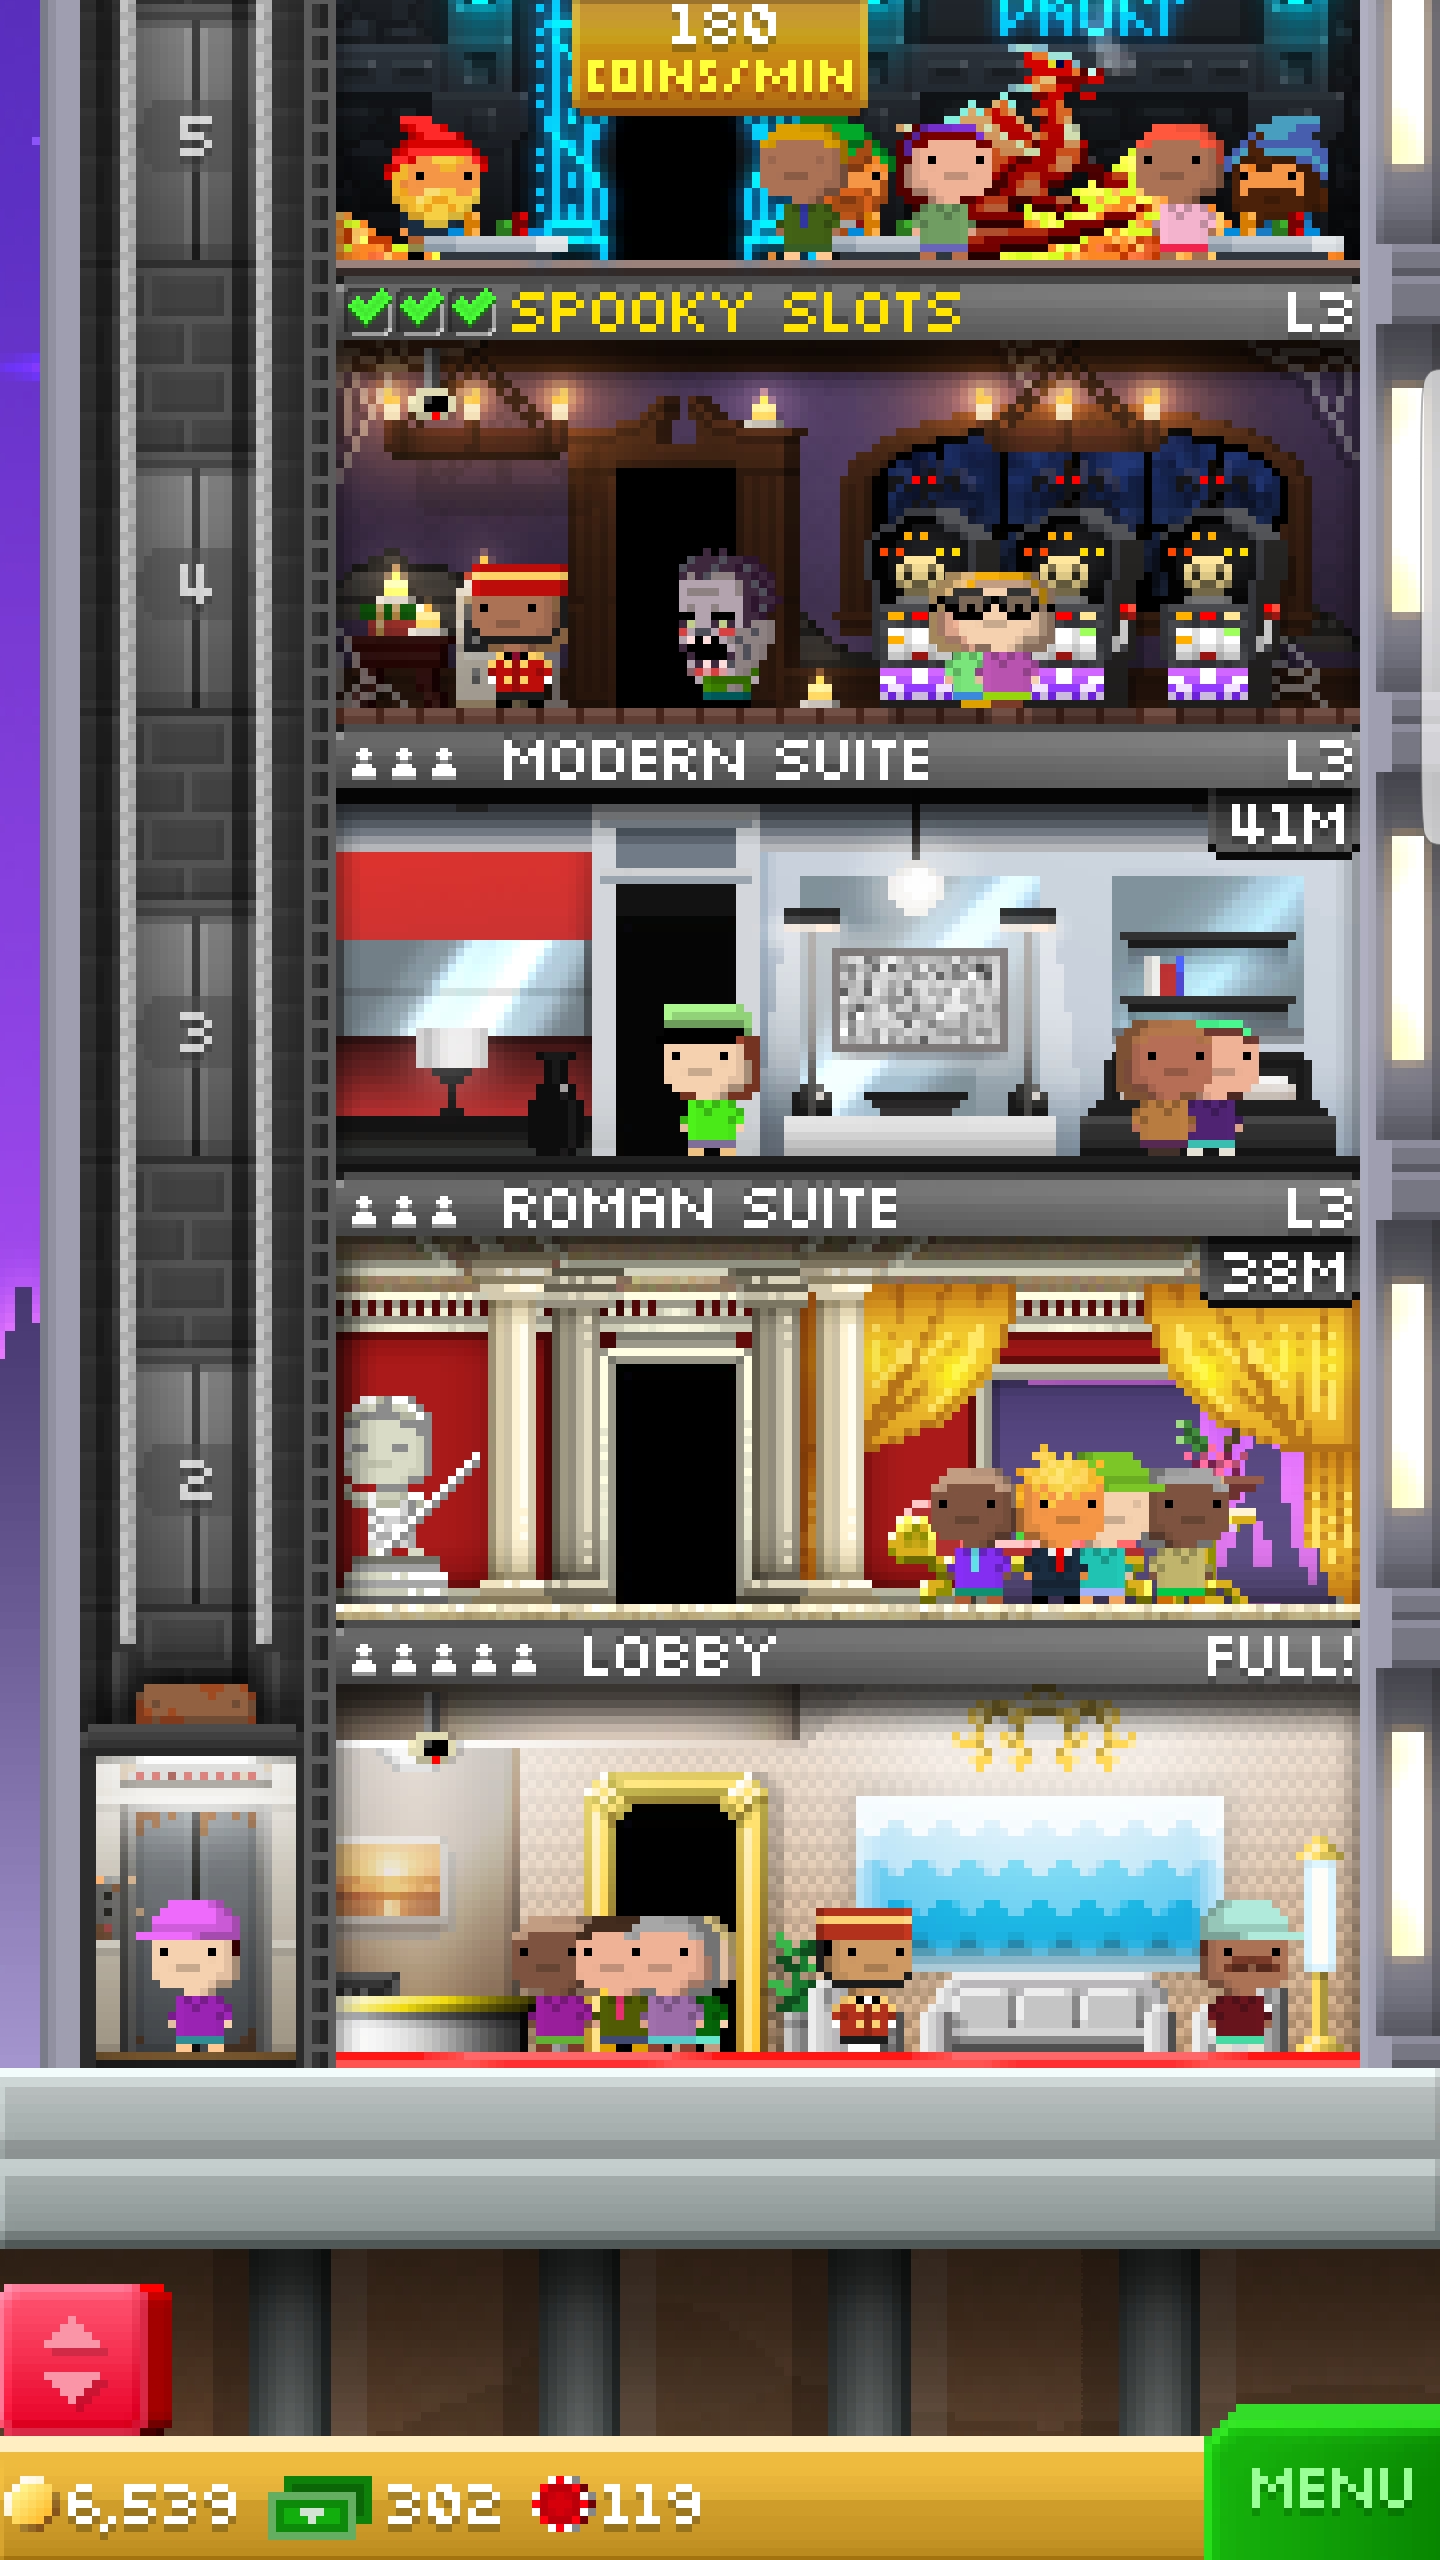 180
COINS/MIN
5
SPOOKY SLOTS L3
4
MODERN SUITE L3
41M
3
ROMAN SUITE L3
38M
2
LOBBY FULL!
6,539 302 119
MENU